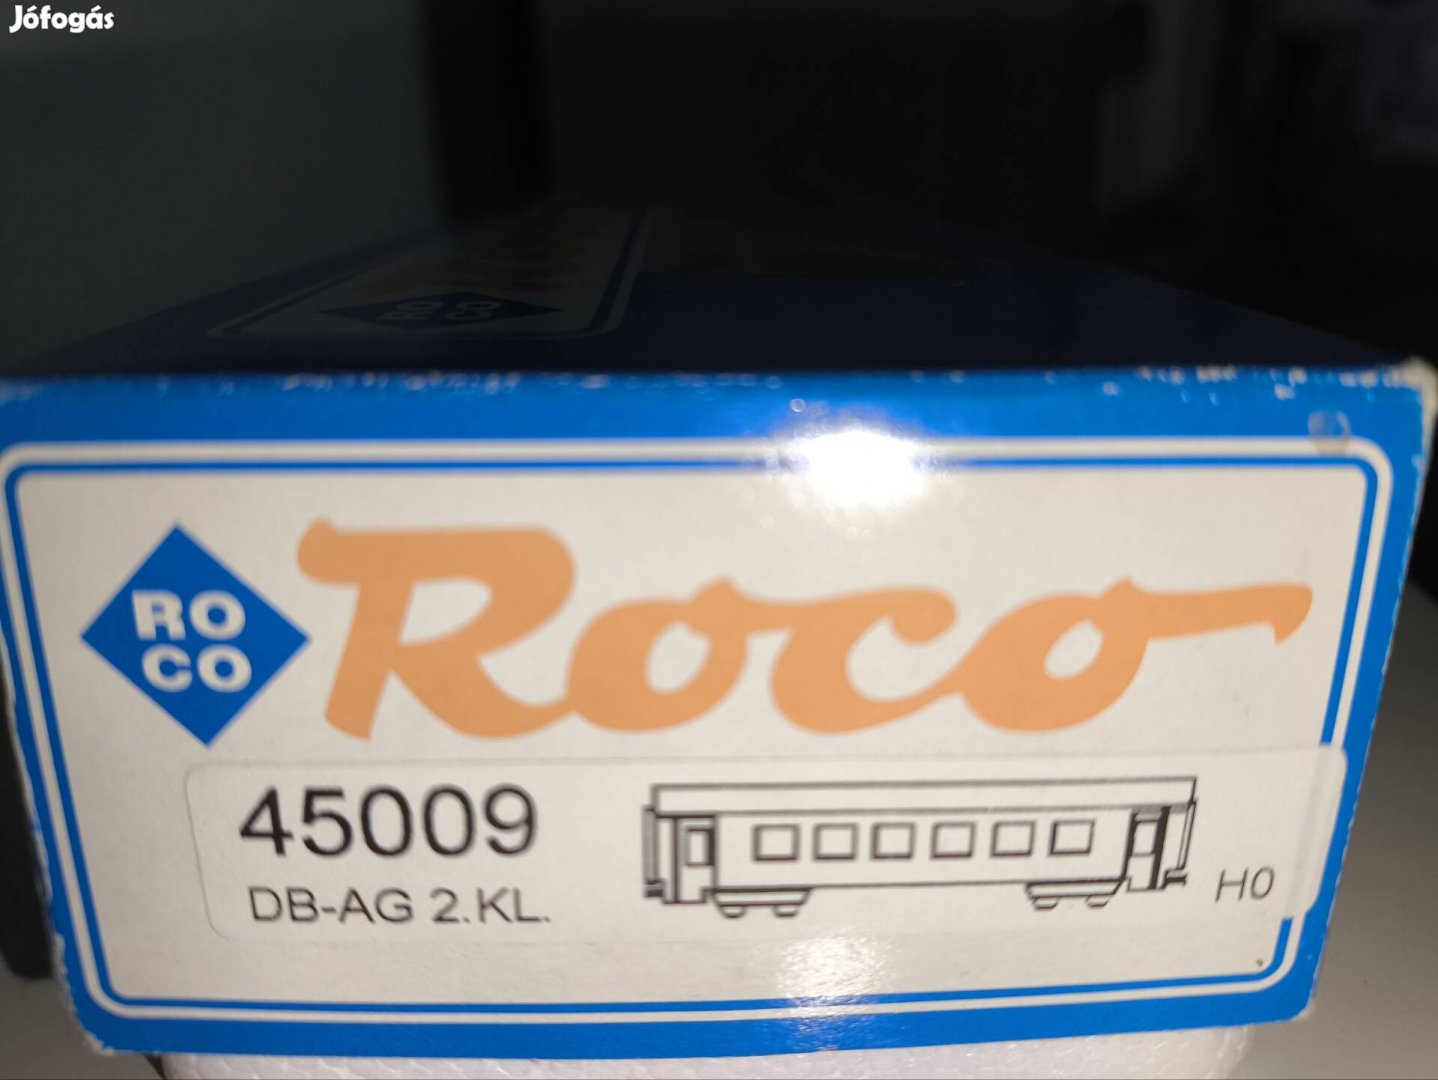 Jófogás
RO
CO
Roco
45009
DB-AG 2.KL.
H0